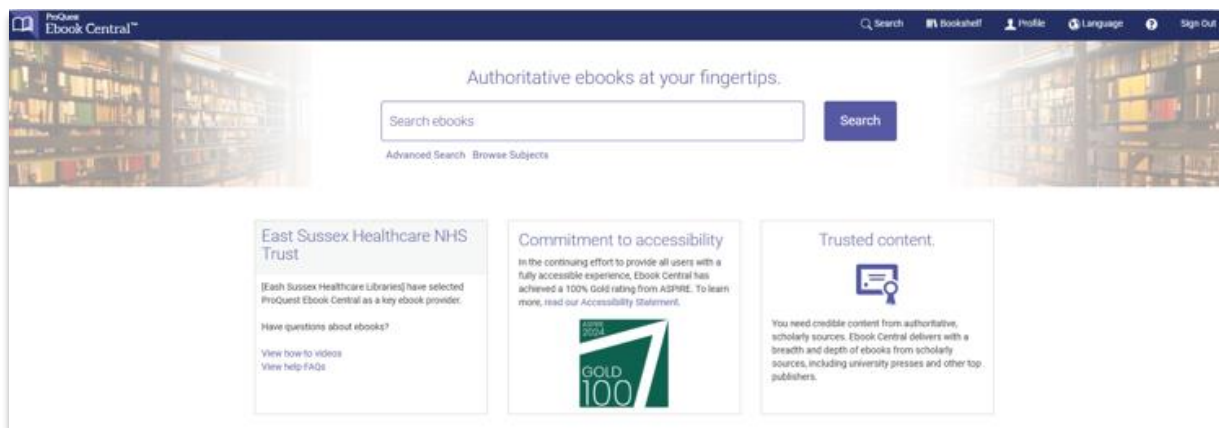 ProQuest
Ebook Central™
Search
Bookshelf
Profile
Language
?
Sign Out
Authoritative ebooks at your fingertips.
Search ebooks
Search
Advanced Search Browse Subjects
East Sussex Healthcare NHS
Trust
[Eash Sussex Healthcare Libraries] have selected
ProQuest Ebook Central as a key ebook provider.
Have questions about ebooks?
View how-to videos
View help FAQs
Commitment to accessibility
In the continuing effort to provide all users with a
fully accessible experience, Ebook Central has
achieved a 100% Gold rating from ASPIRE. To learn
more, read our Accessibility Statement.
ASPIRE
2024
GOLD
100
Trusted content.
You need credible content from authoritative,
scholarly sources. Ebook Central delivers with a
breadth and depth of ebooks from scholarly
sources, including university presses and other top
publishers.